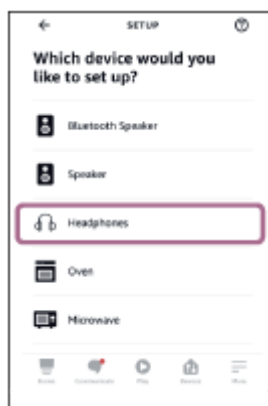 SETUP
Which device would you
like to set up?
Bluetooth Speaker
Speaker
Headphones
Oven
Microwave
Home
Communicate
Play
Devices
More